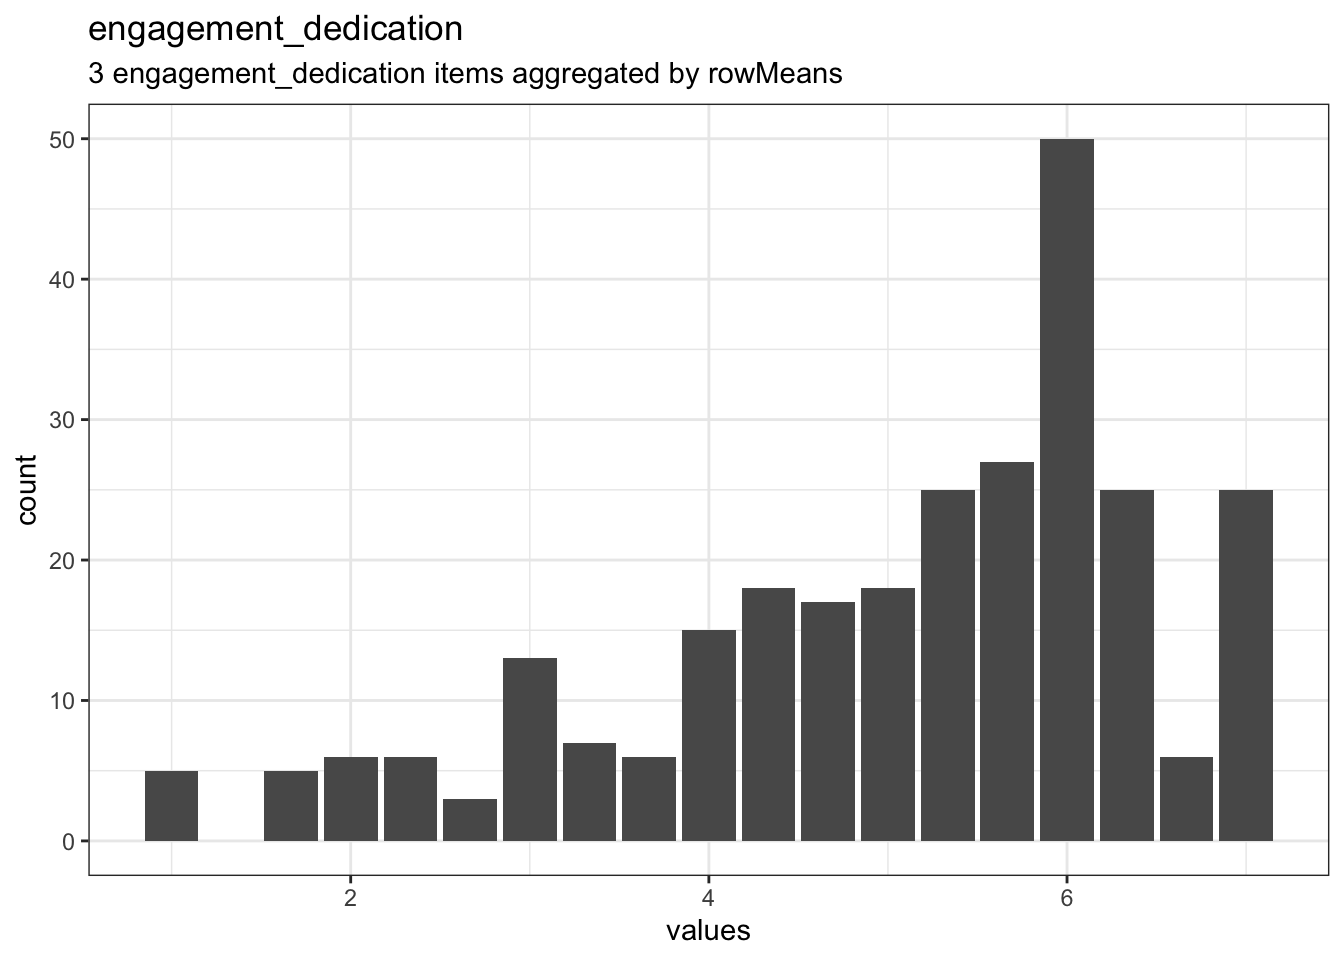 engagement_dedication
3 engagement_dedication items aggregated by rowMeans
50
40
30
20
10
0
count
2 4 6
values